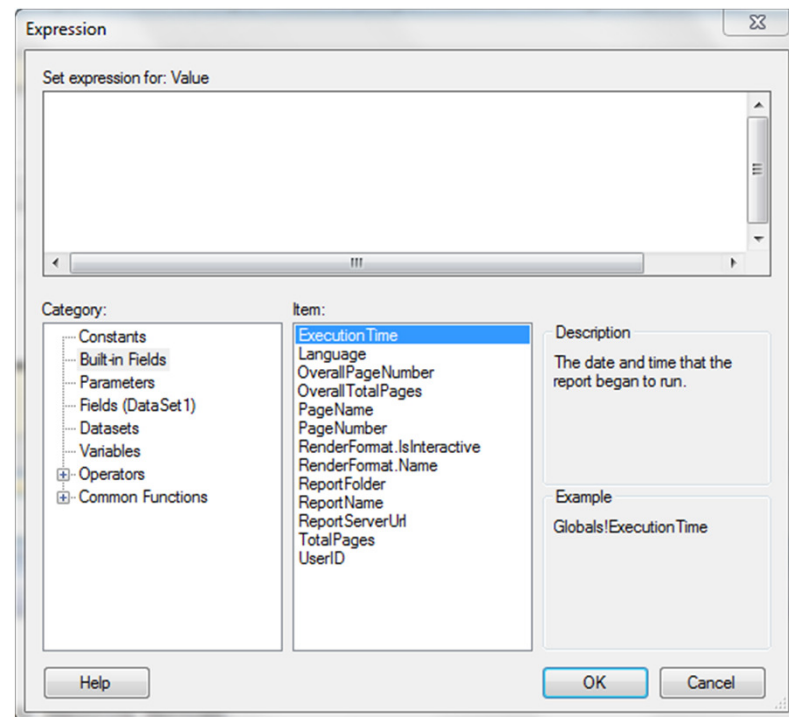 Expression
Set expression for: Value
Category:
Constants
Built-in Fields
Parameters
Fields (DataSet1)
Datasets
Variables
Operators
Common Functions
Item:
ExecutionTime
Language
OverallPageNumber
OverallTotalPages
PageName
PageNumber
RenderFormat.IsInteractive
RenderFormat.Name
ReportFolder
ReportName
ReportServerUrl
TotalPages
UserID
Description
The date and time that the
report began to run.
Example
Globals!ExecutionTime
Help
OK
Cancel